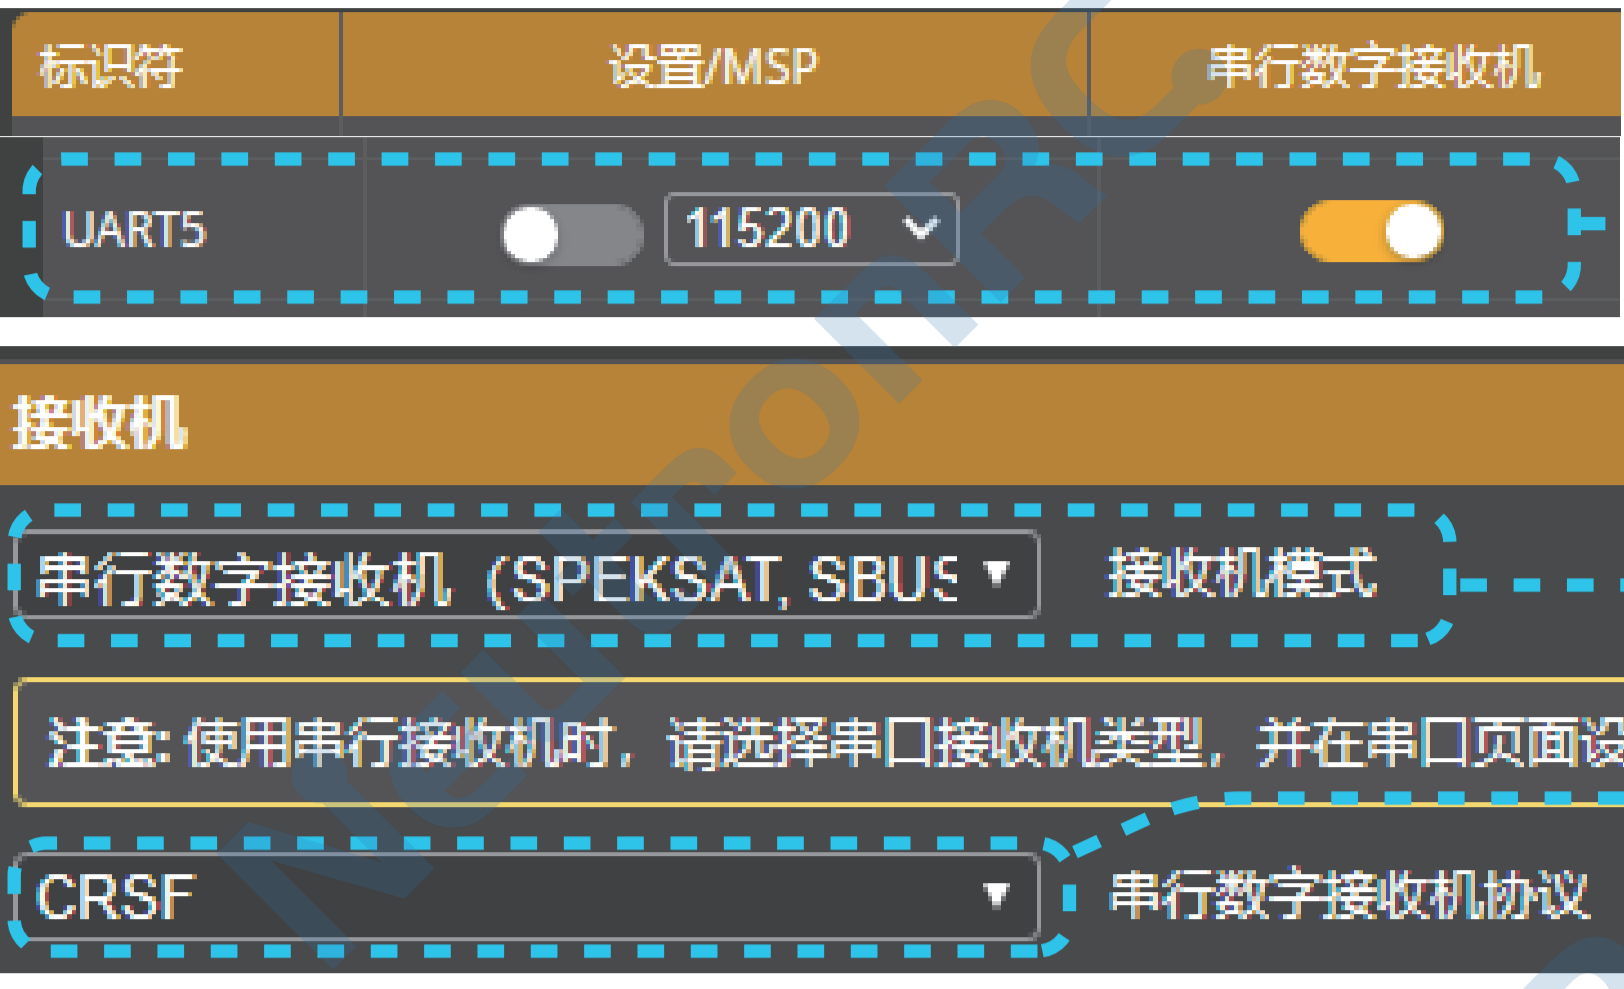 标识符 设置/MSP 串行数字接收机
UART5 115200
接收机
串行数字接收机（SPEKSAT, SBUS 接收机模式
注意: 使用串行接收机时，请选择串口接收机类型，并在串口页面设
CRSF 串行数字接收机协议
NeutronRC